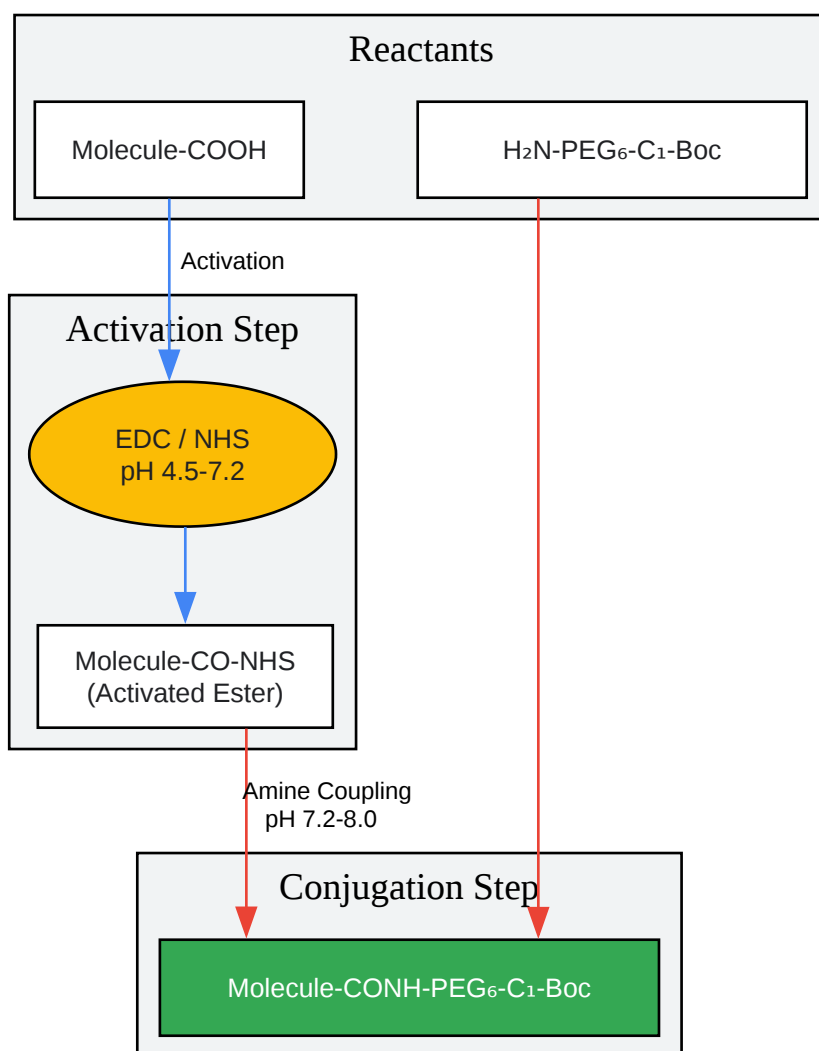 Reactants
Molecule-COOH
H₂N-PEG₆-C₁-Boc
Activation
Activation Step
EDC / NHS
pH 4.5-7.2
Molecule-CO-NHS
(Activated Ester)
Amine Coupling
pH 7.2-8.0
Conjugation Step
Molecule-CONH-PEG₆-C₁-Boc